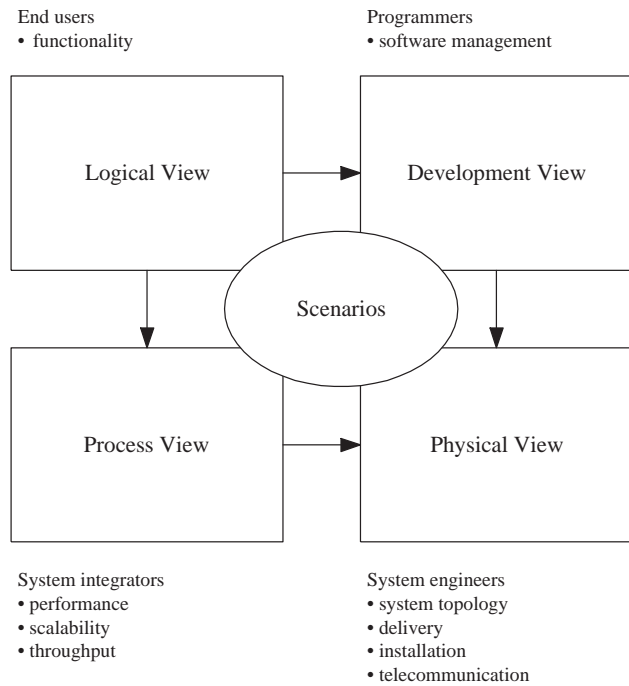 End users
• functionality
Programmers
• software management
Logical View
Development View
Scenarios
Process View
Physical View
System integrators
• performance
• scalability
• throughput
System engineers
• system topology
• delivery
• installation
• telecommunication